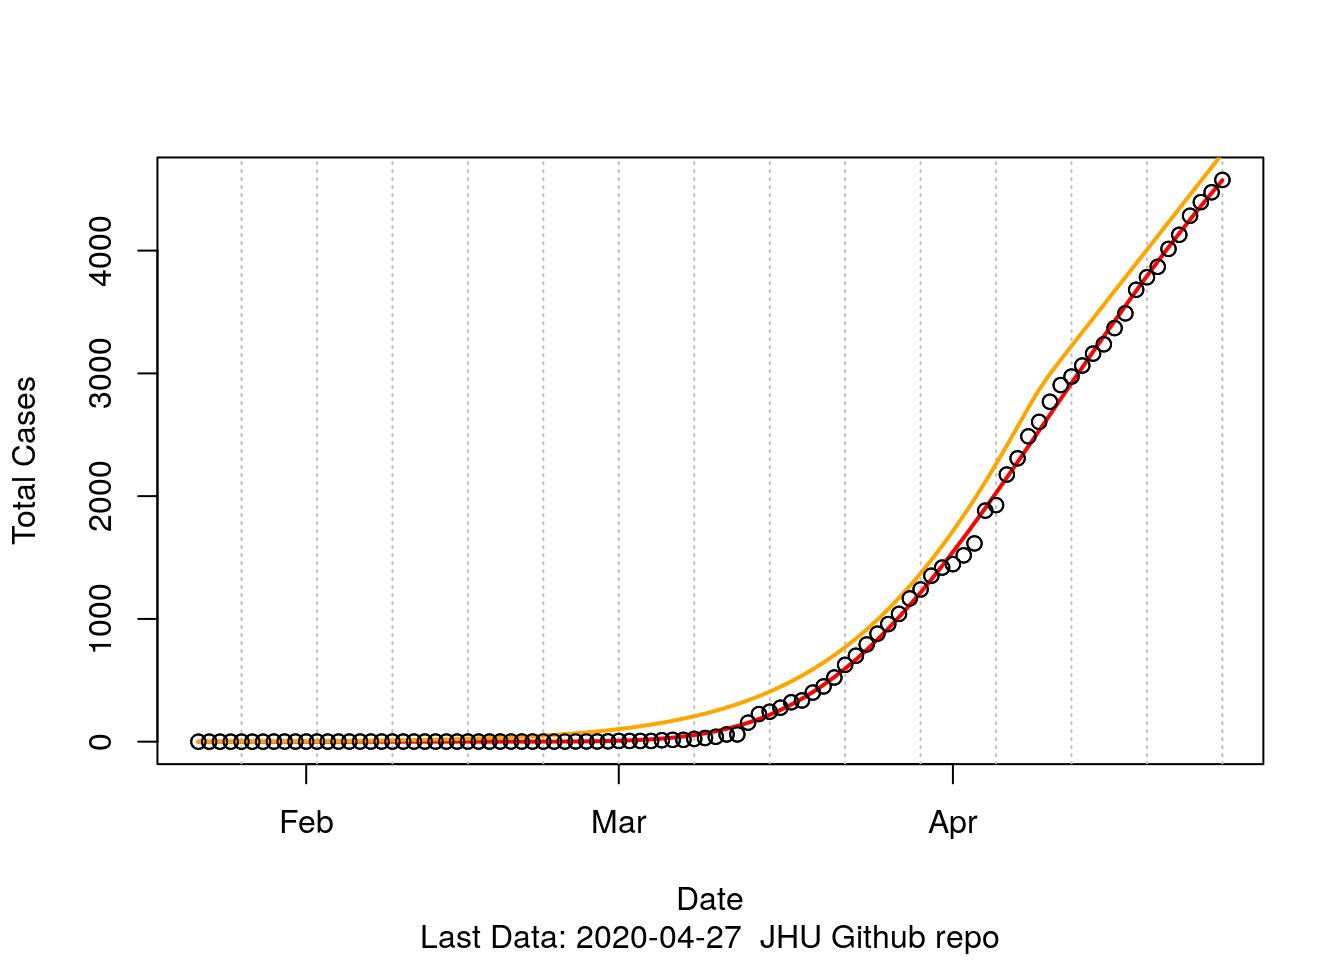 Total Cases
4000
3000
2000
1000
0
Feb Mar Apr
Date
Last Data: 2020-04-27  JHU Github repo